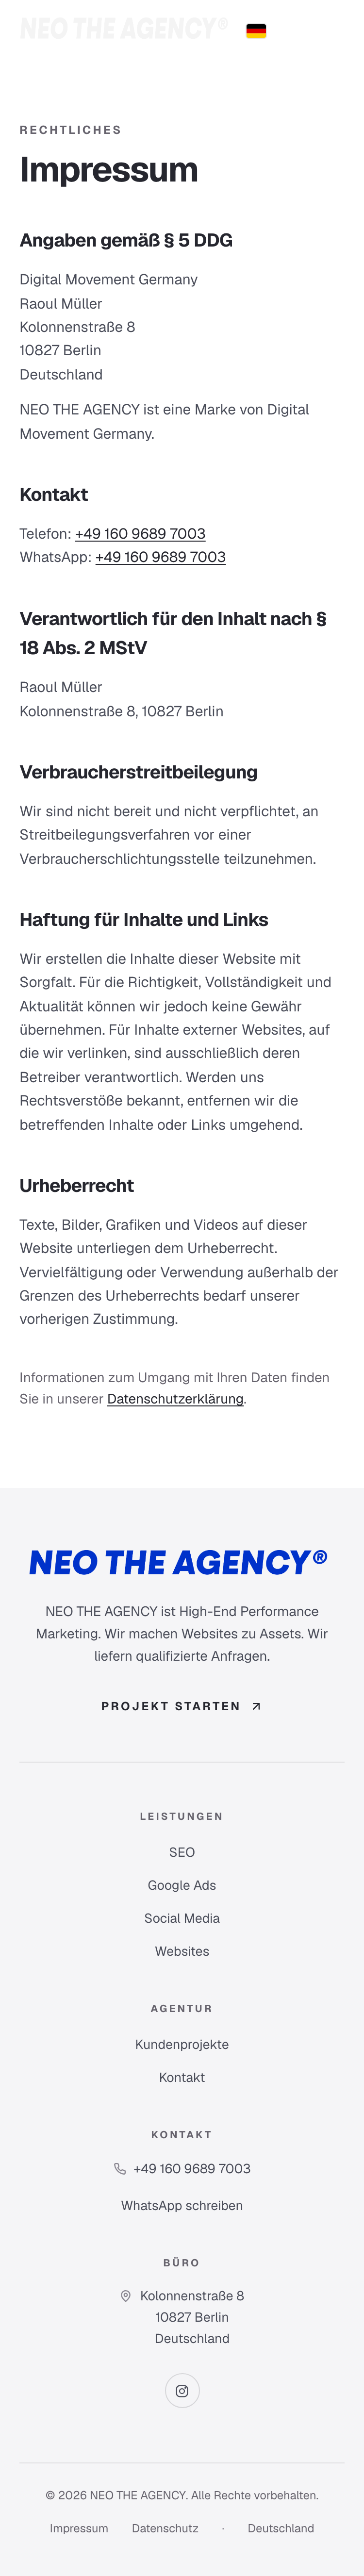 NEO THE AGENCY®
RECHTLICHES
Impressum
Angaben gemäß § 5 DDG
Digital Movement Germany
Raoul Müller
Kolonnenstraße 8
10827 Berlin
Deutschland
NEO THE AGENCY ist eine Marke von Digital
Movement Germany.
Kontakt
Telefon: +49 160 9689 7003
WhatsApp: +49 160 9689 7003
Verantwortlich für den Inhalt nach §
18 Abs. 2 MStV
Raoul Müller
Kolonnenstraße 8, 10827 Berlin
Verbraucherstreitbeilegung
Wir sind nicht bereit und nicht verpflichtet, an
Streitbeilegungsverfahren vor einer
Verbraucherschlichtungsstelle teilzunehmen.
Haftung für Inhalte und Links
Wir erstellen die Inhalte dieser Website mit
Sorgfalt. Für die Richtigkeit, Vollständigkeit und
Aktualität können wir jedoch keine Gewähr
übernehmen. Für Inhalte externer Websites, auf
die wir verlinken, sind ausschließlich deren
Betreiber verantwortlich. Werden uns
Rechtsverstöße bekannt, entfernen wir die
betreffenden Inhalte oder Links umgehend.
Urheberrecht
Texte, Bilder, Grafiken und Videos auf dieser
Website unterliegen dem Urheberrecht.
Vervielfältigung oder Verwendung außerhalb der
Grenzen des Urheberrechts bedarf unserer
vorherigen Zustimmung.
Informationen zum Umgang mit Ihren Daten finden
Sie in unserer Datenschutzerklärung.
NEO THE AGENCY®
NEO THE AGENCY ist High-End Performance
Marketing. Wir machen Websites zu Assets. Wir
liefern qualifizierte Anfragen.
PROJEKT STARTEN
LEISTUNGEN
SEO
Google Ads
Social Media
Websites
AGENTUR
Kundenprojekte
Kontakt
KONTAKT
+49 160 9689 7003
WhatsApp schreiben
BÜRO
Kolonnenstraße 8
10827 Berlin
Deutschland
© 2026 NEO THE AGENCY. Alle Rechte vorbehalten.
Impressum Datenschutz · Deutschland